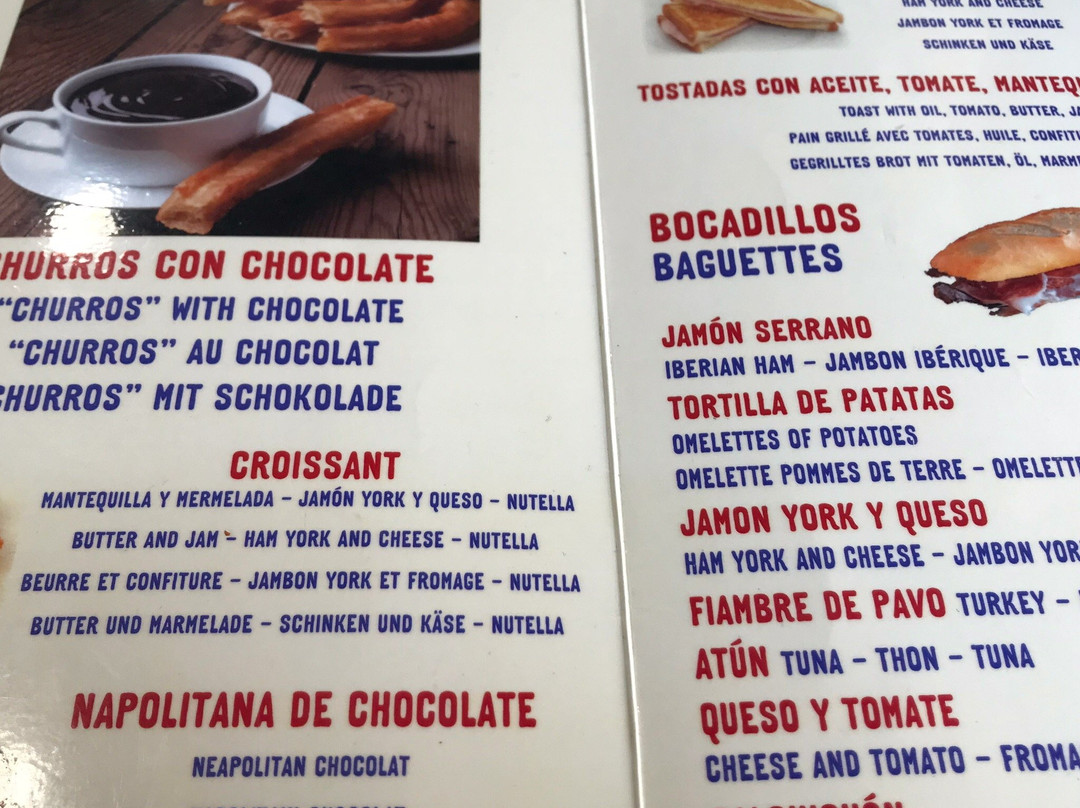 CHURROS CON CHOCOLATE
"CHURROS" WITH CHOCOLATE
"CHURROS" AU CHOCOLAT
CHURROS" MIT SCHOKOLADE
CROISSANT
MANTEQUILLA Y MERMELADA – JAMÓN YORK Y QUESO – NUTELLA
BUTTER AND JAM – HAM YORK AND CHEESE – NUTELLA
BEURRE ET CONFITURE – JAMBON YORK ET FROMAGE – NUTELLA
BUTTER UND MARMELADE – SCHINKEN UND KÄSE – NUTELLA
NAPOLITANA DE CHOCOLATE
NEAPOLITAN CHOCOLAT
HAM YORK AND CHEESE
JAMBON YORK ET FROMAGE
SCHINKEN UND KÄSE
TOSTADAS CON ACEITE, TOMATE,
TOAST WITH OIL, TOMATO, BUTTER,
PAIN GRILLÉ AVEC TOMATES, HUILE,
GEGRILLTES BROT MIT TOMATEN, ÖL,
BOCADILLOS
BAGUETTES
JAMÓN SERRANO
IBERIAN HAM – JAMBON IBÉRIQUE –
TORTILLA DE PATATAS
OMELETTES OF POTATOES
OMELETTE POMMES DE TERRE –
JAMON YORK Y QUESO
HAM YORK AND CHEESE – JAMBON
FIAMBRE DE PAVO TURKEY –
ATÚN TUNA – THON – TUNA
QUESO Y TOMATE
CHEESE AND TOMATO –